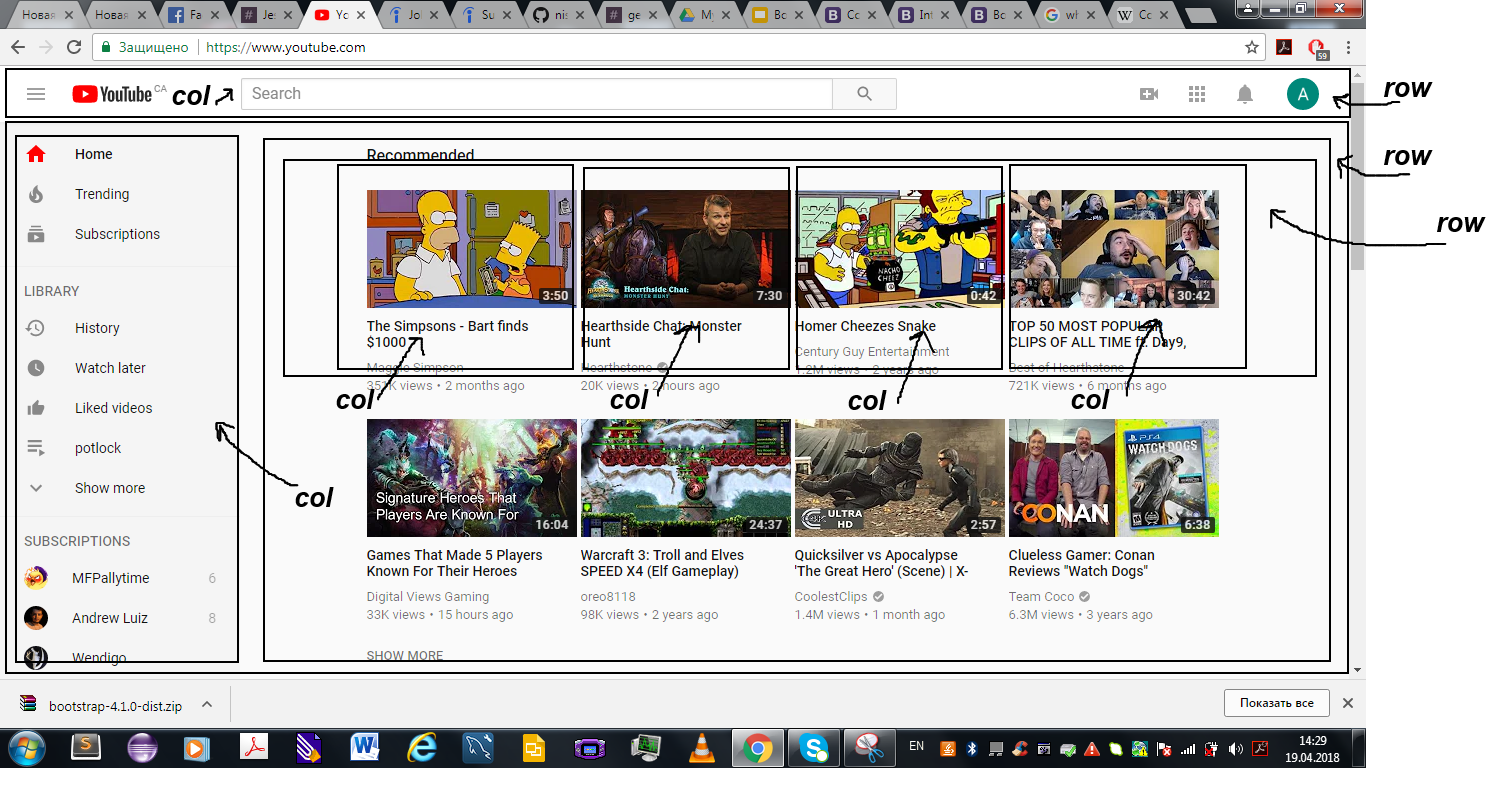 Новая
Новая
Fa
Jes
Yo
Jol
Su
nis
ge
My
Bc
Cc
Int
Bc
wh
Cc
Защищено
https://www.youtube.com
59
YouTube CA
col
Search
A
row
Home
Recommended
row
Trending
Subscriptions
row
LIBRARY
3:50
Hearthside Chat:
MONSTER HUNT
7:30
NACHO
CHEEZ
0:42
30:42
History
The Simpsons - Bart finds
$1000
Hearthside Chat: Monster
Hunt
Homer Cheezes Snake
TOP 50 MOST POPULAR
CLIPS OF ALL TIME ft. Day9,
Watch later
Maggie Simpson
351K views • 2 months ago
Hearthstone
20K views • 2 hours ago
Century Guy Entertainment
1.2M views • 2 years ago
Best of Hearthstone
721K views • 6 months ago
col
col
col
col
Liked videos
potlock
Show more
col
Signature Heroes That
Players Are Known For
16:04
24:37
ULTRA
HD
2:57
CONAN
PS4
WATCH DOGS
6:38
SUBSCRIPTIONS
Games That Made 5 Players
Known For Their Heroes
Warcraft 3: Troll and Elves
SPEED X4 (Elf Gameplay)
Quicksilver vs Apocalypse
'The Great Hero' (Scene) | X-
Clueless Gamer: Conan
Reviews "Watch Dogs"
MFPallytime 6
Digital Views Gaming
33K views • 15 hours ago
oreo8118
98K views • 2 years ago
CoolestClips
1.4M views • 1 month ago
Team Coco
6.3M views • 3 years ago
Andrew Luiz 8
Wendigo
SHOW MORE
bootstrap-4.1.0-dist.zip
Показать все
EN
14:29
19.04.2018